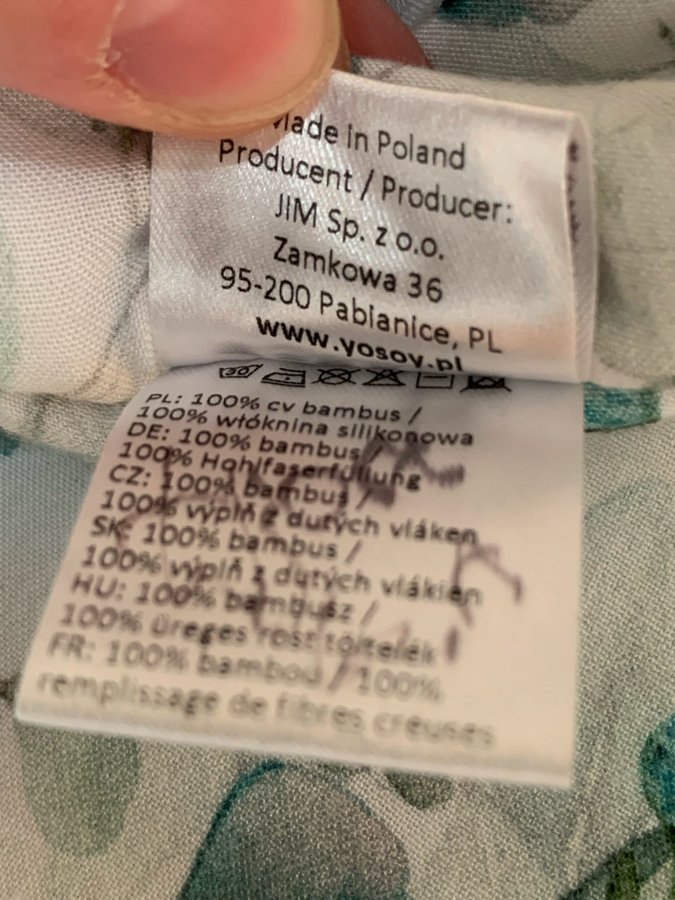 Made in Poland
Producent / Producer:
JIM Sp. z o.o.
Zamkowa 36
95-200 Pabianice, PL
www.yosoy.pl
30
PL: 100% cv bambus /
100% włóknina silikonowa
DE: 100% bambus /
100% Hohlfaserfüllung
CZ: 100% bambus /
100% výplň z dutých vláken
SK: 100% bambus /
100% výplň z dutých vlákien
HU: 100% bambusz /
100% üreges rost töltelék
FR: 100% bambou / 100%
remplissage de fibres creuses